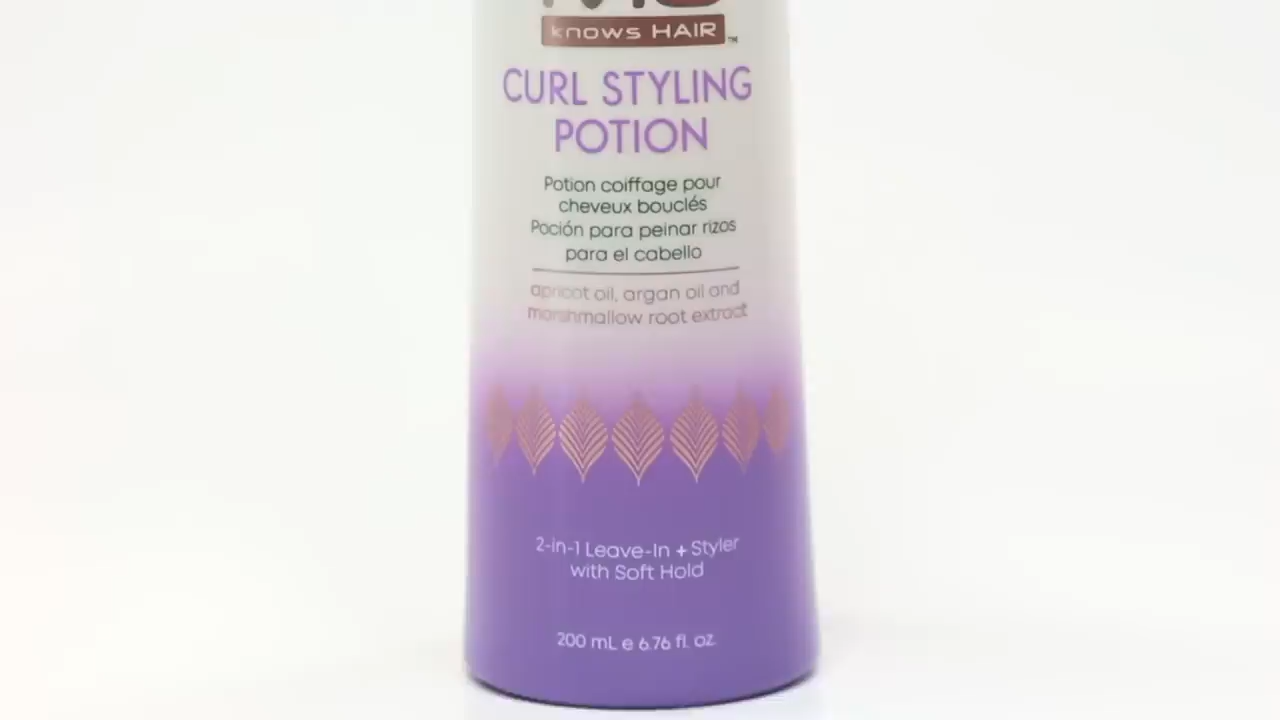 knows HAIR™
CURL STYLING
POTION
Potion coiffage pour
cheveux bouclés
Poción para peinar rizos
para el cabello
apricot oil, argan oil and
marshmallow root extract
2-in-1 Leave-In + Styler
with Soft Hold
200 mL e 6.76 fl. oz.